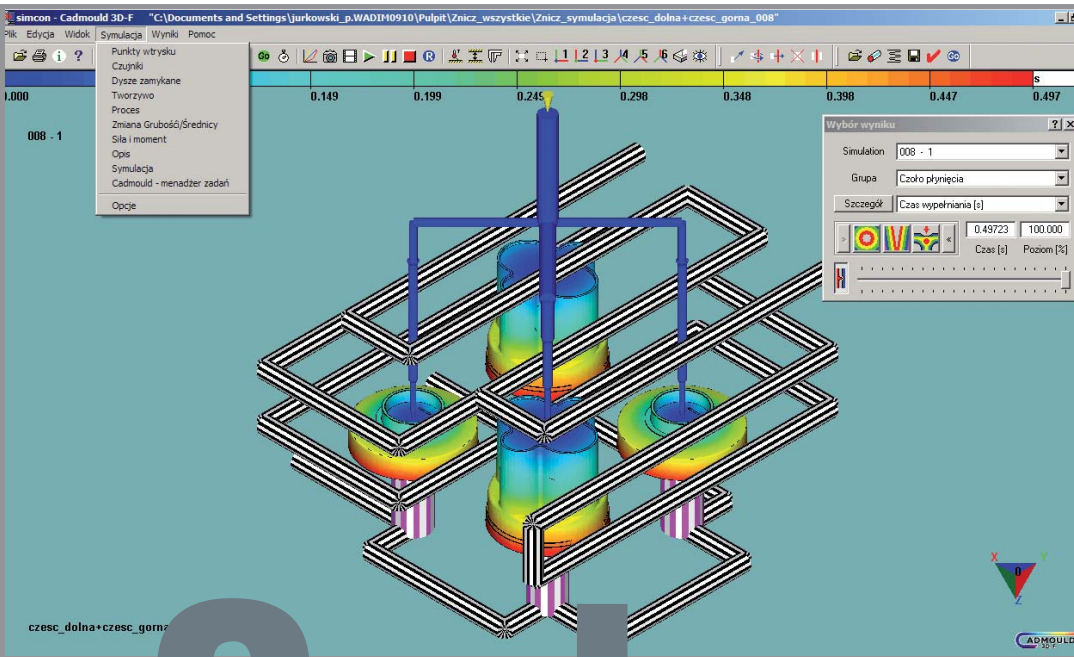 simcon - Cadmould 3D-F "C:\Documents and Settings\jurkowski_p.WADIM0910\Pulpit\Znicz_wszystkie\Znicz_symulacja\czesc_dolna+czesc_gorna_008"
Plik Edycja Widok Symulacja Wyniki Pomoc
Punkty wtrysku
Czujniki
Dysze zamykane
Tworzywo
Proces
Zmiana Grubości/Średnicy
Siła i moment
Opis
Symulacja
Cadmould - menadżer zadań
Opcje
s
0.000 0.149 0.199 0.249 0.298 0.348 0.398 0.447 0.497
008 - 1
Wybór wyniku
Simulation 008 - 1
Grupa Czoło płynięcia
Szczegół Czas wypełniania [s]
0.49723 100.000
Czas [s] Poziom [%]
X Y
0
Z
czesc_dolna+czesc_gorna
CADMOULD
3D-F